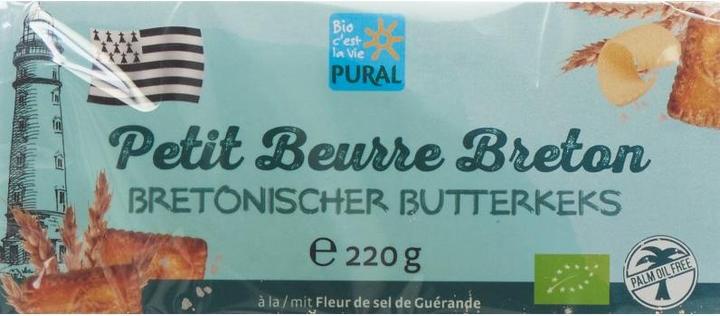 Bio
c'est
la Vie
PURAL
Petit Beurre Breton
BRETONISCHER BUTTERKEKS
℮ 220 g
PALM OIL FREE
à la / mit Fleur de sel de Guérande